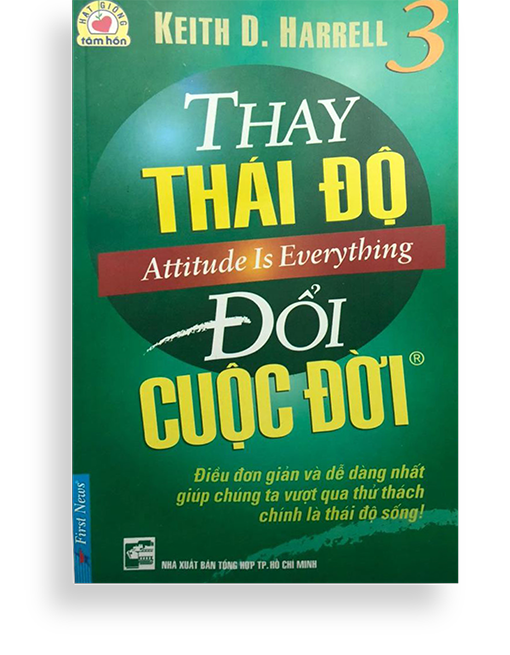 HẠT GIỐNG
tâm hồn
KEITH D. HARRELL
3
THAY
THÁI ĐỘ
Attitude Is Everything
ĐỔI
CUỘC ĐỜI®
Điều đơn giản và dễ dàng nhất
giúp chúng ta vượt qua thử thách
chính là thái độ sống!
First News
NHÀ XUẤT BẢN TỔNG HỢP TP. HỒ CHÍ MINH